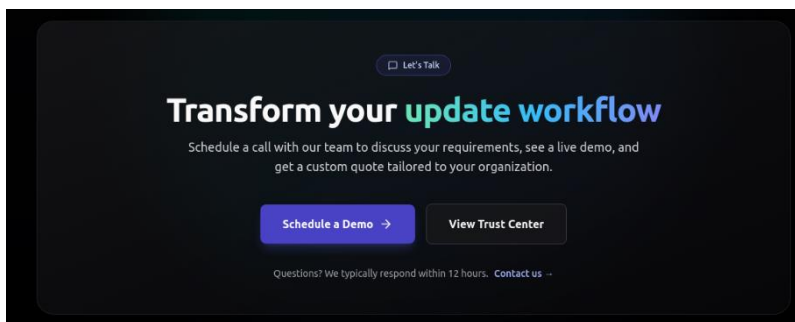 Let's Talk
Transform your update workflow
Schedule a call with our team to discuss your requirements, see a live demo, and
get a custom quote tailored to your organization.
Schedule a Demo →
View Trust Center
Questions? We typically respond within 12 hours. Contact us →